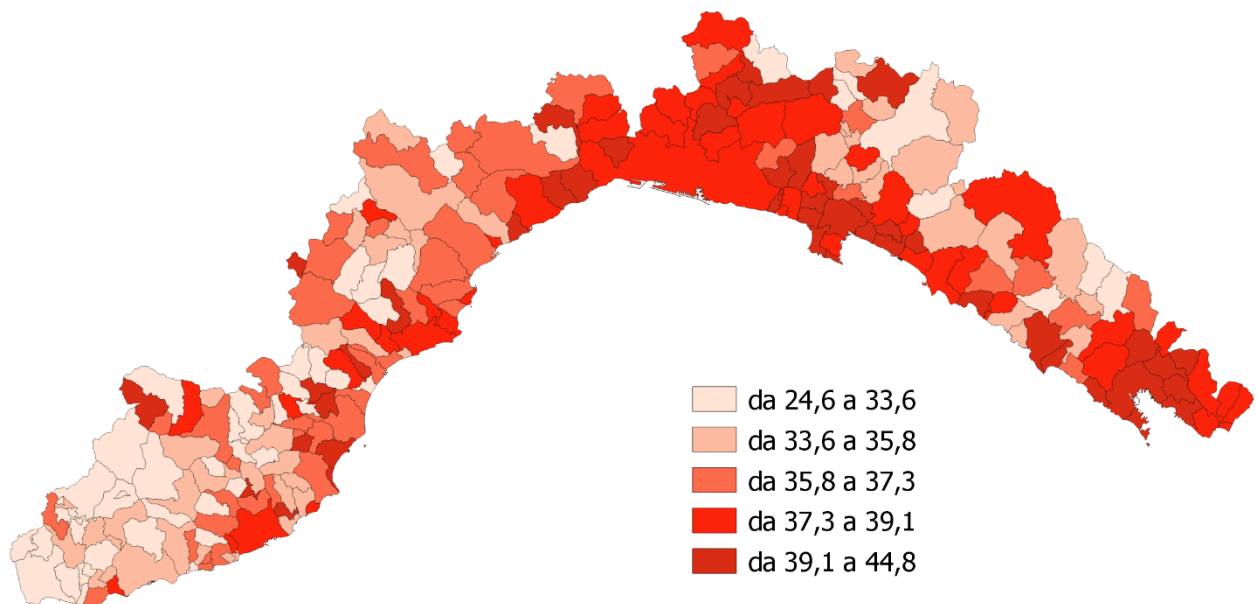 da 24,6 a 33,6
da 33,6 a 35,8
da 35,8 a 37,3
da 37,3 a 39,1
da 39,1 a 44,8